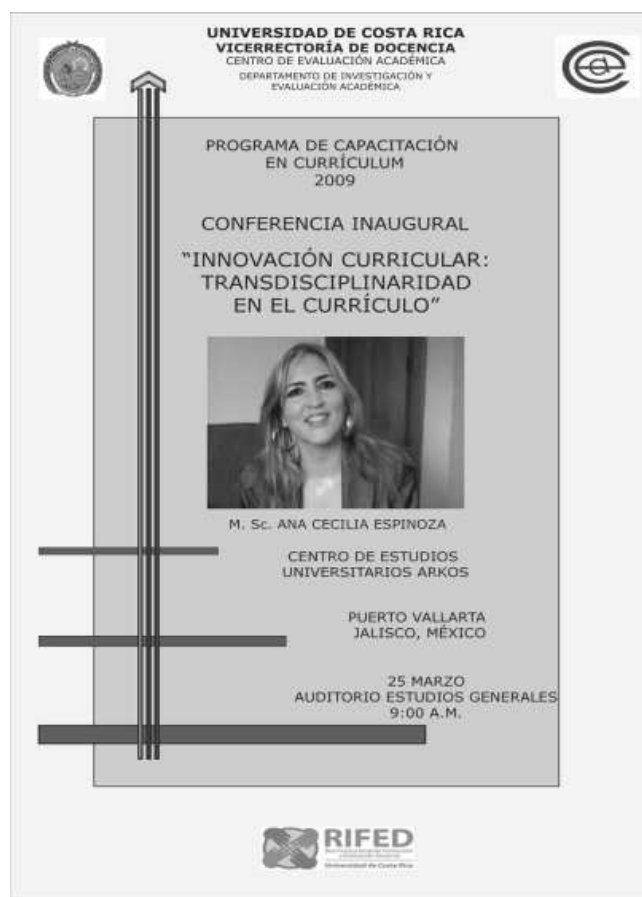 UNIVERSIDAD DE COSTA RICA
VICERRECTORÍA DE DOCENCIA
CENTRO DE EVALUACIÓN ACADÉMICA
DEPARTAMENTO DE INVESTIGACIÓN Y
EVALUACIÓN ACADÉMICA
PROGRAMA DE CAPACITACIÓN
EN CURRÍCULUM
2009
CONFERENCIA INAUGURAL
“INNOVACIÓN CURRICULAR:
TRANSDISCIPLINARIDAD
EN EL CURRÍCULO”
M. Sc. ANA CECILIA ESPINOZA
CENTRO DE ESTUDIOS
UNIVERSITARIOS ARKOS
PUERTO VALLARTA
JALISCO, MÉXICO
25 MARZO
AUDITORIO ESTUDIOS GENERALES
9:00 A.M.
RIFED
Universidad de Costa Rica